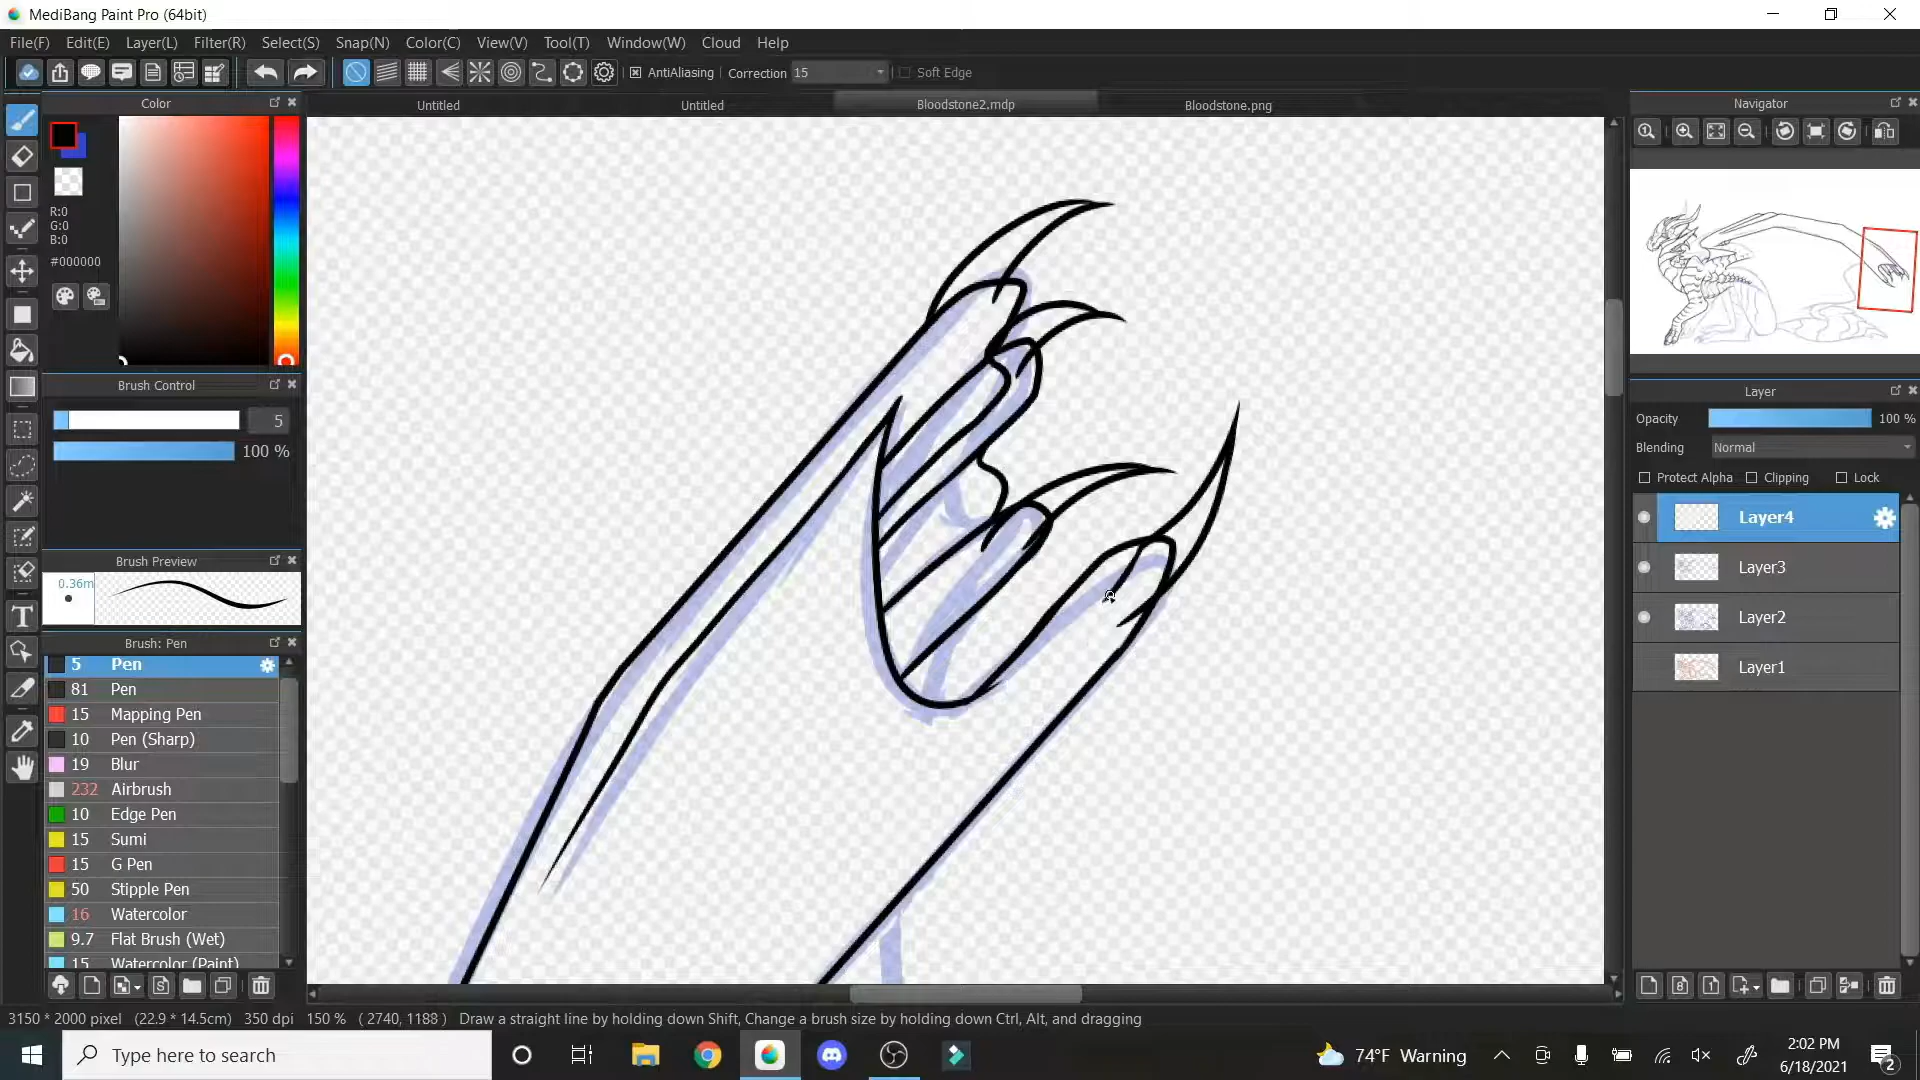 MediBang Paint Pro (64bit)
File(F) Edit(E) Layer(L) Filter(R) Select(S) Snap(N) Color(C) View(V) Tool(T) Window(W) Cloud Help
AntiAliasing Correction 15 Soft Edge
Color
Untitled Untitled Bloodstone2.mdp Bloodstone.png
Navigator
R:0
G:0
B:0
#000000
Brush Control
5
100 %
Brush Preview
0.36m
Brush: Pen
5 Pen
81 Pen
15 Mapping Pen
10 Pen (Sharp)
19 Blur
232 Airbrush
10 Edge Pen
15 Sumi
15 G Pen
50 Stipple Pen
16 Watercolor
9.7 Flat Brush (Wet)
15 Watercolor (Paint)
Layer
Opacity 100 %
Blending Normal
Protect Alpha Clipping Lock
Layer4
Layer3
Layer2
Layer1
3150 * 2000 pixel (22.9 * 14.5cm) 350 dpi 150 % ( 2740, 1188 ) Draw a straight line by holding down Shift, Change a brush size by holding down Ctrl, Alt, and dragging
Type here to search
74°F Warning
2:02 PM
6/18/2021
2